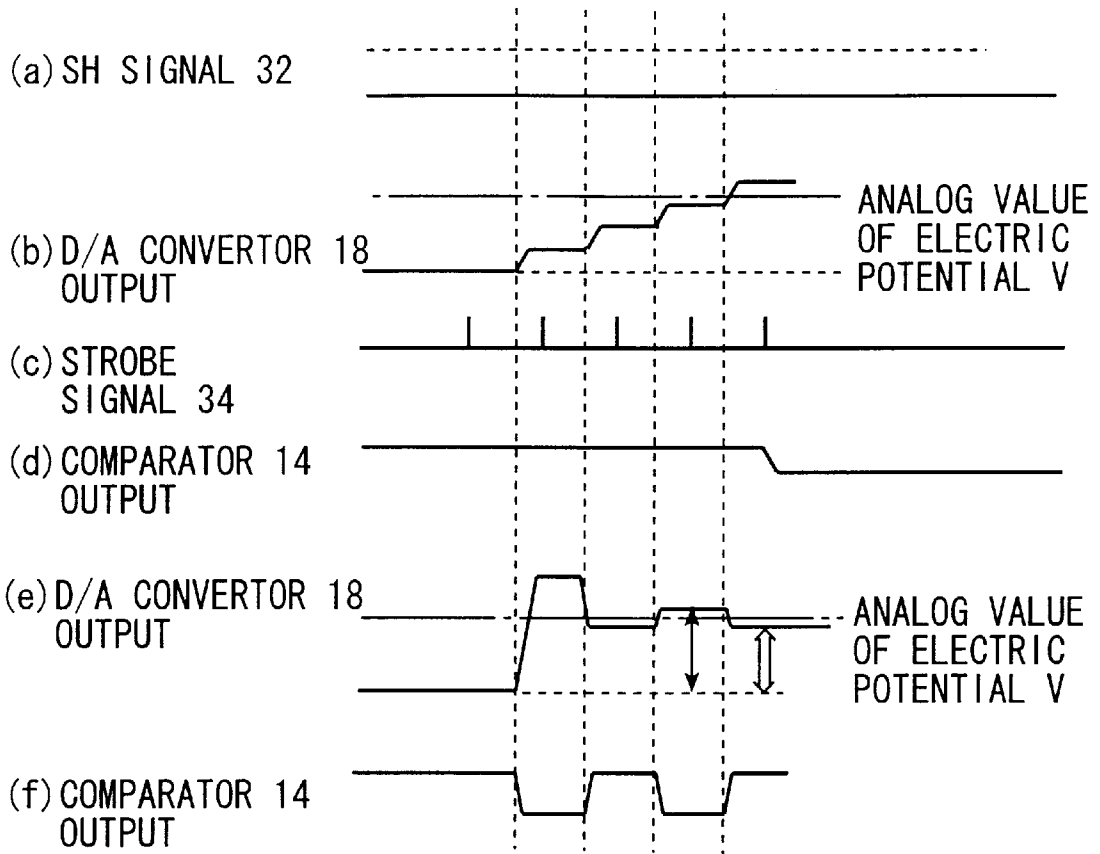 (a) SH SIGNAL 32
(b) D/A CONVERTOR 18
OUTPUT
ANALOG VALUE
OF ELECTRIC
POTENTIAL V
(c) STROBE
SIGNAL 34
(d) COMPARATOR 14
OUTPUT
(e) D/A CONVERTOR 18
OUTPUT
ANALOG VALUE
OF ELECTRIC
POTENTIAL V
(f) COMPARATOR 14
OUTPUT